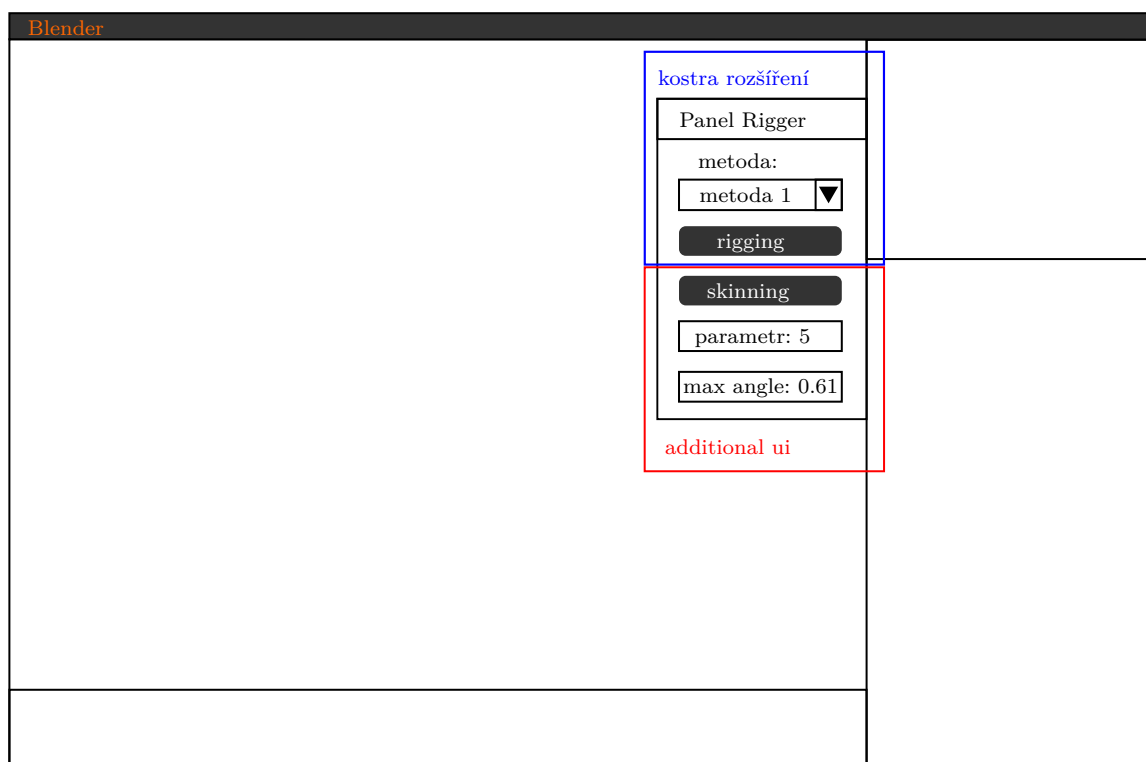 Blender
kostra rozšíření
Panel Rigger
metoda:
metoda 1
rigging
skinning
parametr: 5
max angle: 0.61
additional ui